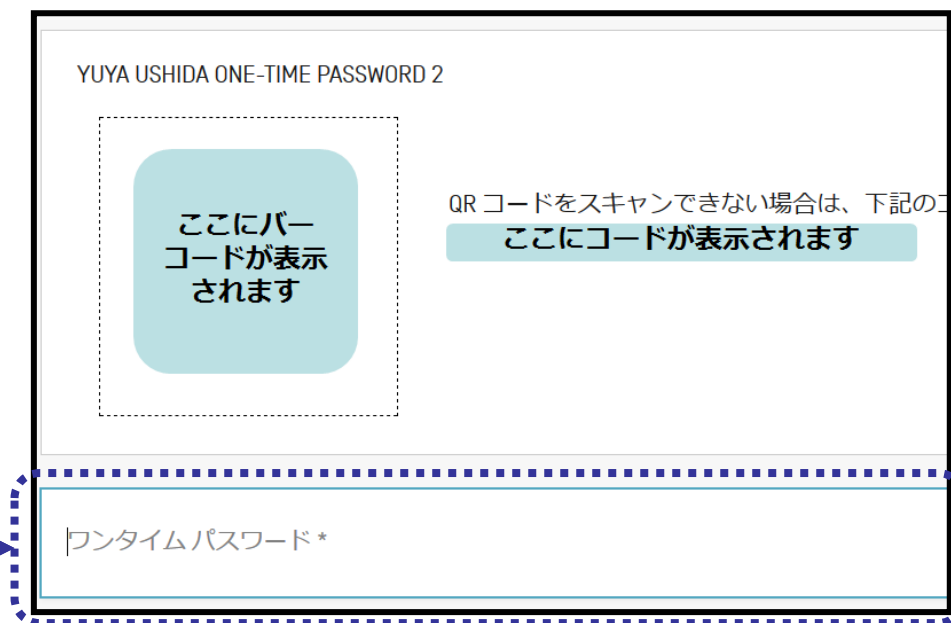 YUYA USHIDA ONE-TIME PASSWORD 2
ここにバー
コードが表示
されます
QR コードをスキャンできない場合は、下記の
ここにコードが表示されます
ワンタイム パスワード *